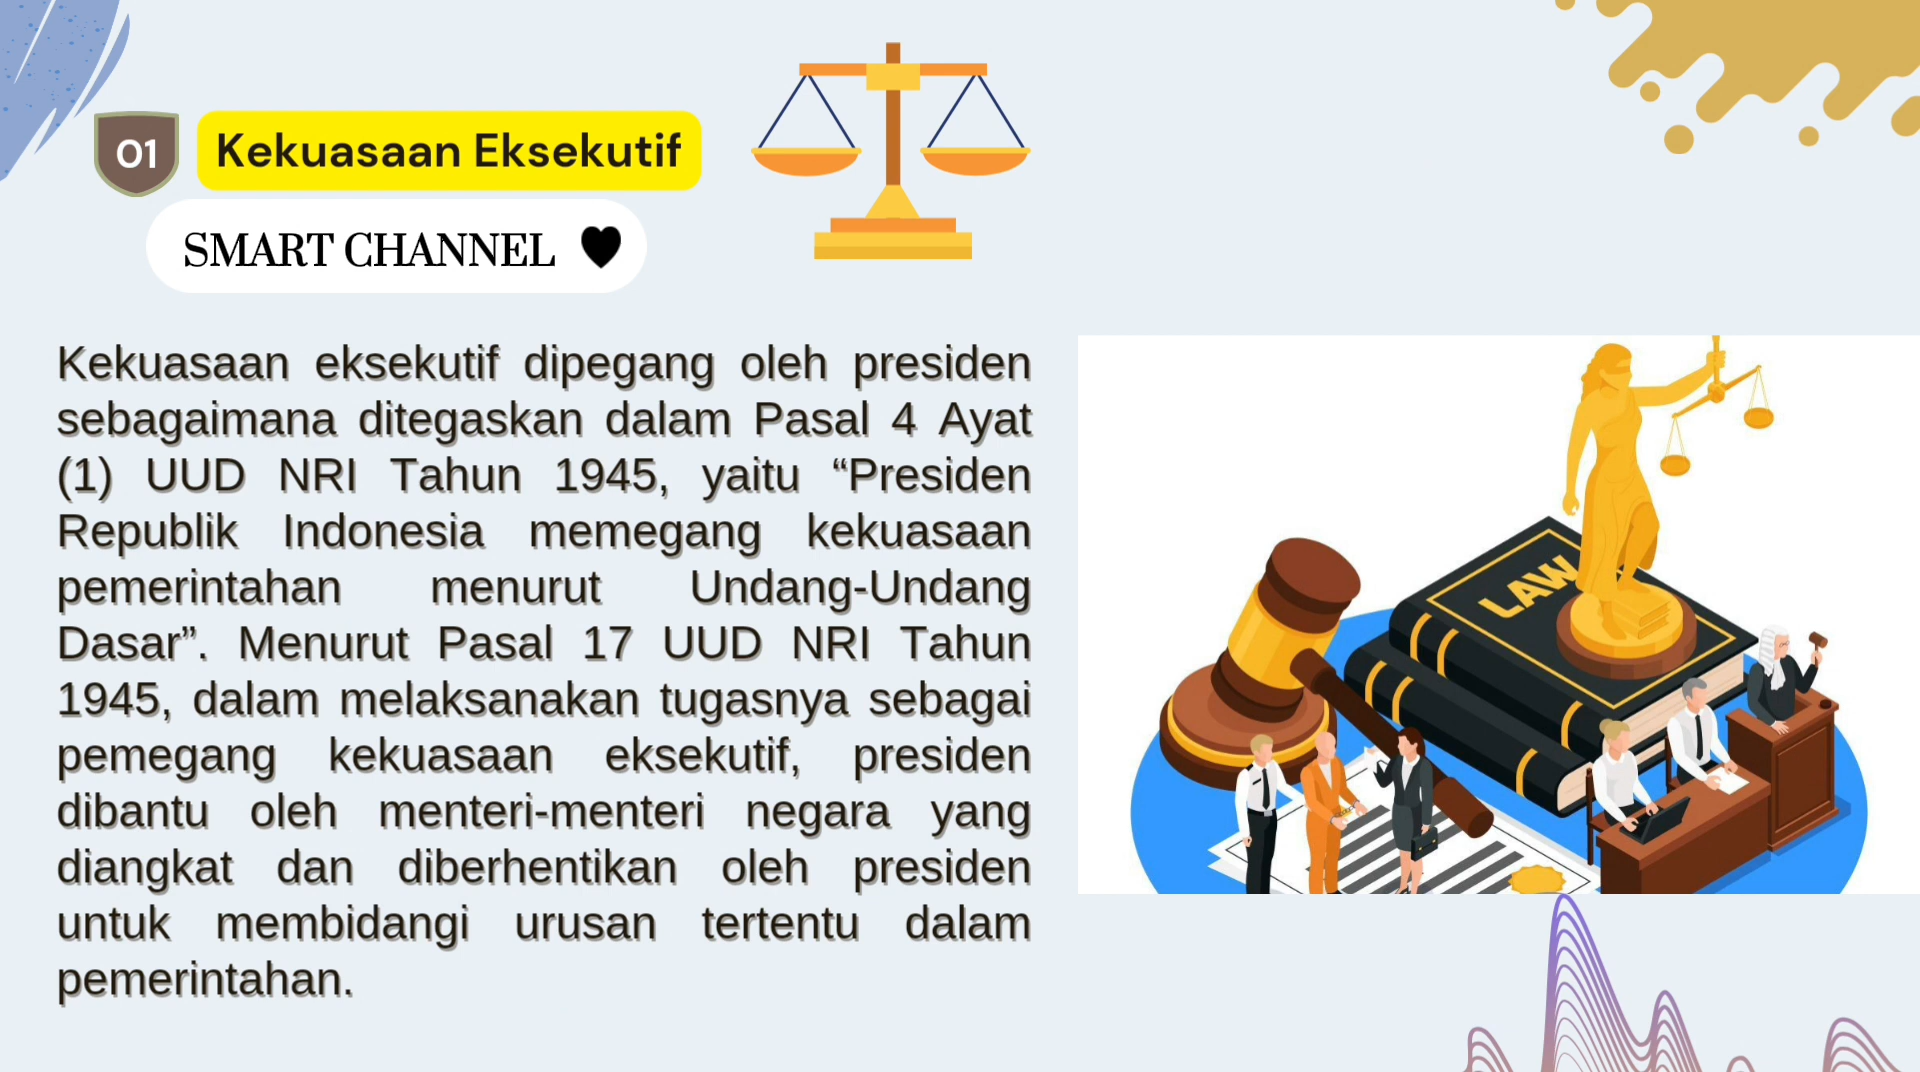 01
Kekuasaan Eksekutif
SMART CHANNEL
Kekuasaan eksekutif dipegang oleh presiden
sebagaimana ditegaskan dalam Pasal 4 Ayat
(1) UUD NRI Tahun 1945, yaitu “Presiden
Republik Indonesia memegang kekuasaan
pemerintahan menurut Undang-Undang
Dasar”. Menurut Pasal 17 UUD NRI Tahun
1945, dalam melaksanakan tugasnya sebagai
pemegang kekuasaan eksekutif, presiden
dibantu oleh menteri-menteri negara yang
diangkat dan diberhentikan oleh presiden
untuk membidangi urusan tertentu dalam
pemerintahan.
LAW